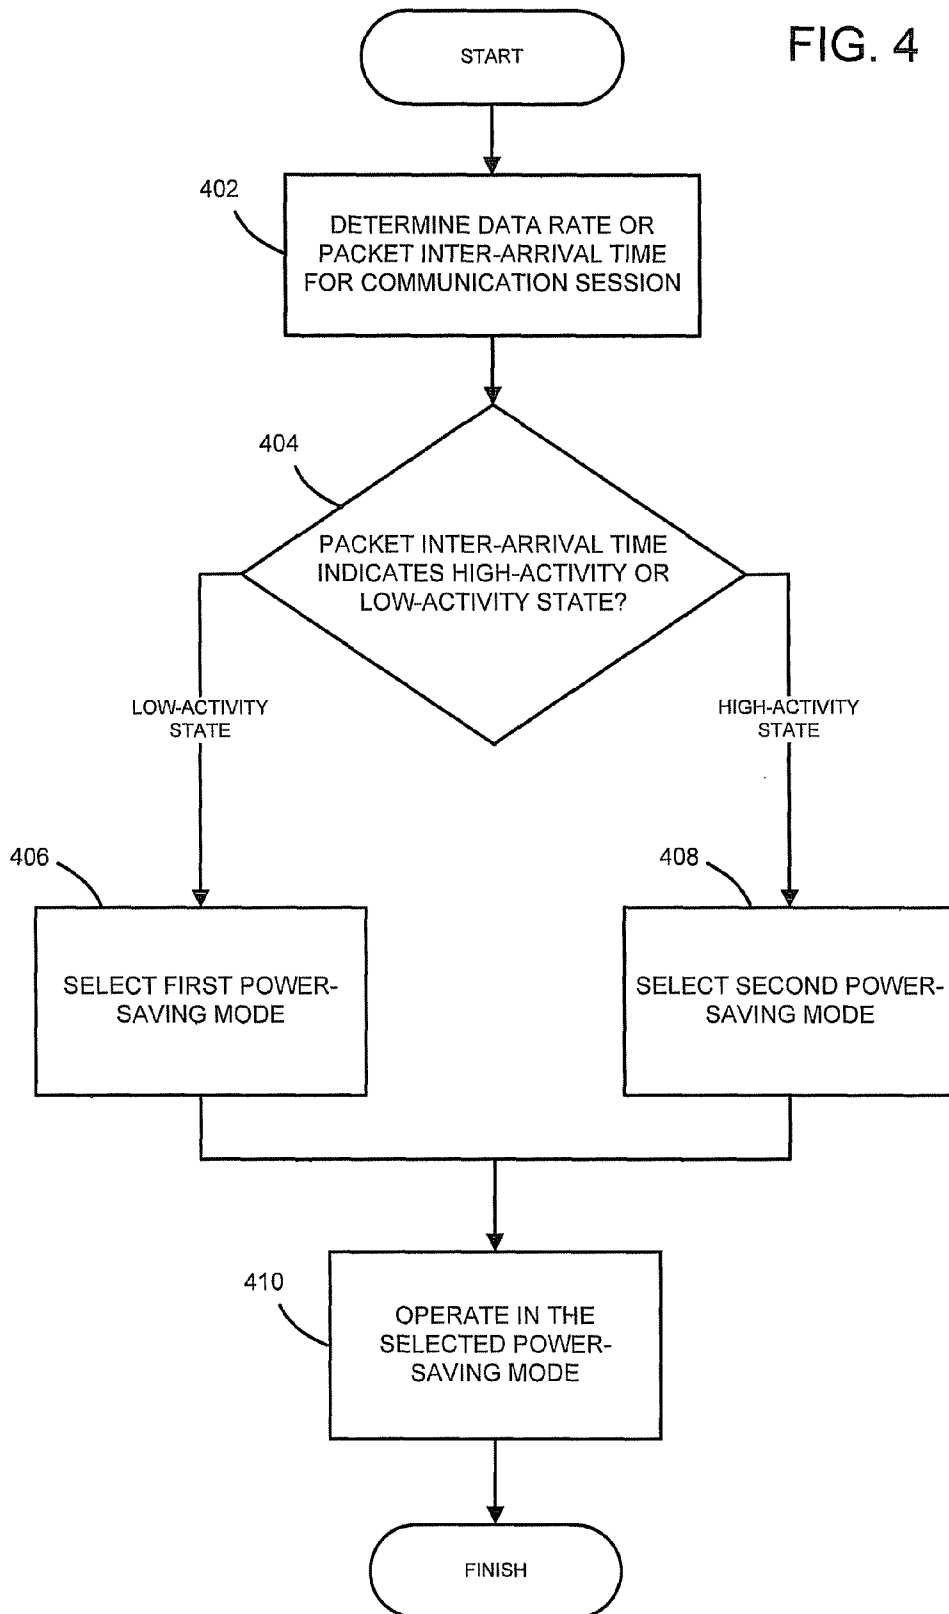 FIG. 4
START
402
DETERMINE DATA RATE OR
PACKET INTER-ARRIVAL TIME
FOR COMMUNICATION SESSION
404
PACKET INTER-ARRIVAL TIME
INDICATES HIGH-ACTIVITY OR
LOW-ACTIVITY STATE?
LOW-ACTIVITY
STATE
HIGH-ACTIVITY
STATE
406
SELECT FIRST POWER-
SAVING MODE
408
SELECT SECOND POWER-
SAVING MODE
410
OPERATE IN THE
SELECTED POWER-
SAVING MODE
FINISH